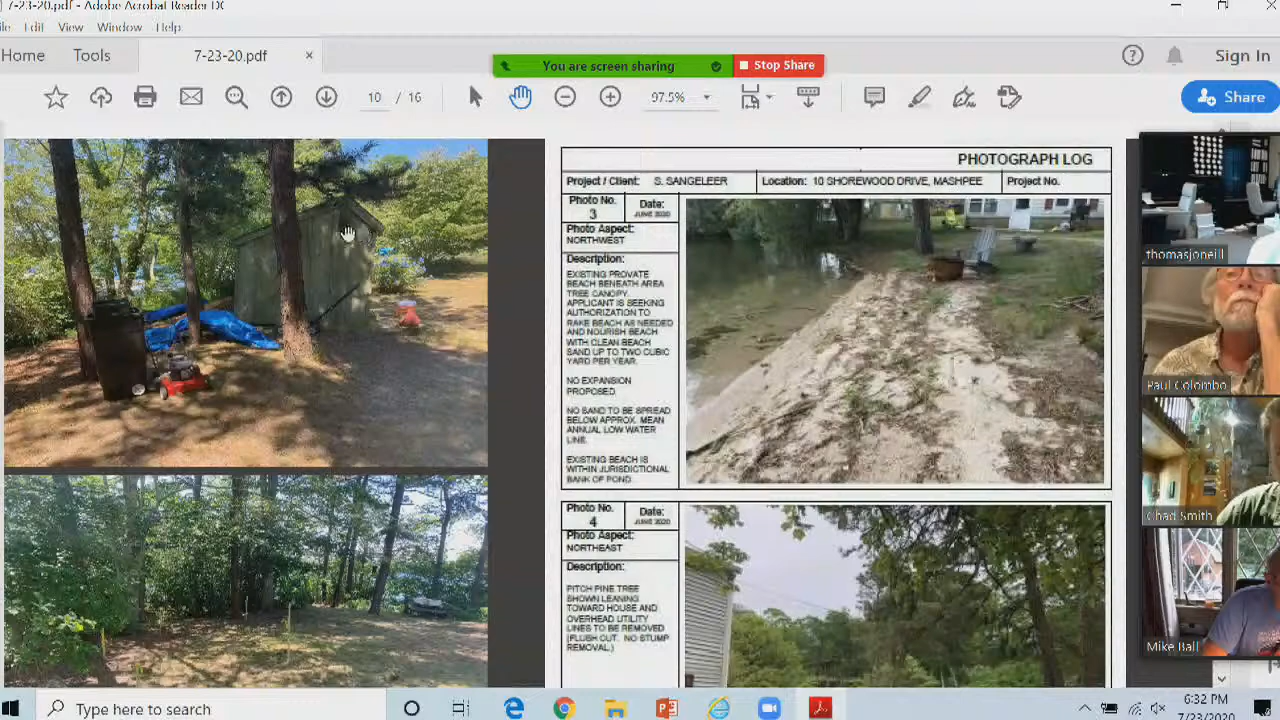 7-23-20.pdf - Adobe Acrobat Reader DC
Edit View Window Help
Home Tools 7-23-20.pdf ×
You are screen sharing Stop Share
Sign In
10 / 16
97.5%
Share
PHOTOGRAPH LOG
Project / Client: S. SANGELEER Location: 10 SHOREWOOD DRIVE, MASHPEE Project No.
Photo No.
3
Date:
JUNE 2020
Photo Aspect:
NORTHWEST
Description:
EXISTING PROVATE
BEACH BENEATH AREA
TREE CANOPY.
APPLICANT IS SEEKING
AUTHORIZATION TO
RAKE BEACH AS NEEDED
AND NOURISH BEACH
WITH CLEAN BEACH
SAND UP TO TWO CUBIC
YARD PER YEAR.
NO EXPANSION
PROPOSED.
NO SAND TO BE SPREAD
BELOW APPROX. MEAN
ANNUAL LOW WATER
LINE.
EXISTING BEACH IS
WITHIN JURISDICTIONAL
BANK OF POND.
Photo No.
4
Date:
JUNE 2020
Photo Aspect:
NORTHEAST
Description:
PITCH PINE TREE
SHOWN LEANING
TOWARD HOUSE AND
OVERHEAD UTILITY
LINES TO BE REMOVED
(FLUSH CUT. NO STUMP
REMOVAL.)
thomasjoneill
Paul Colombo
Chad Smith
Mike Ball
Type here to search
6:32 PM
7/23/2020